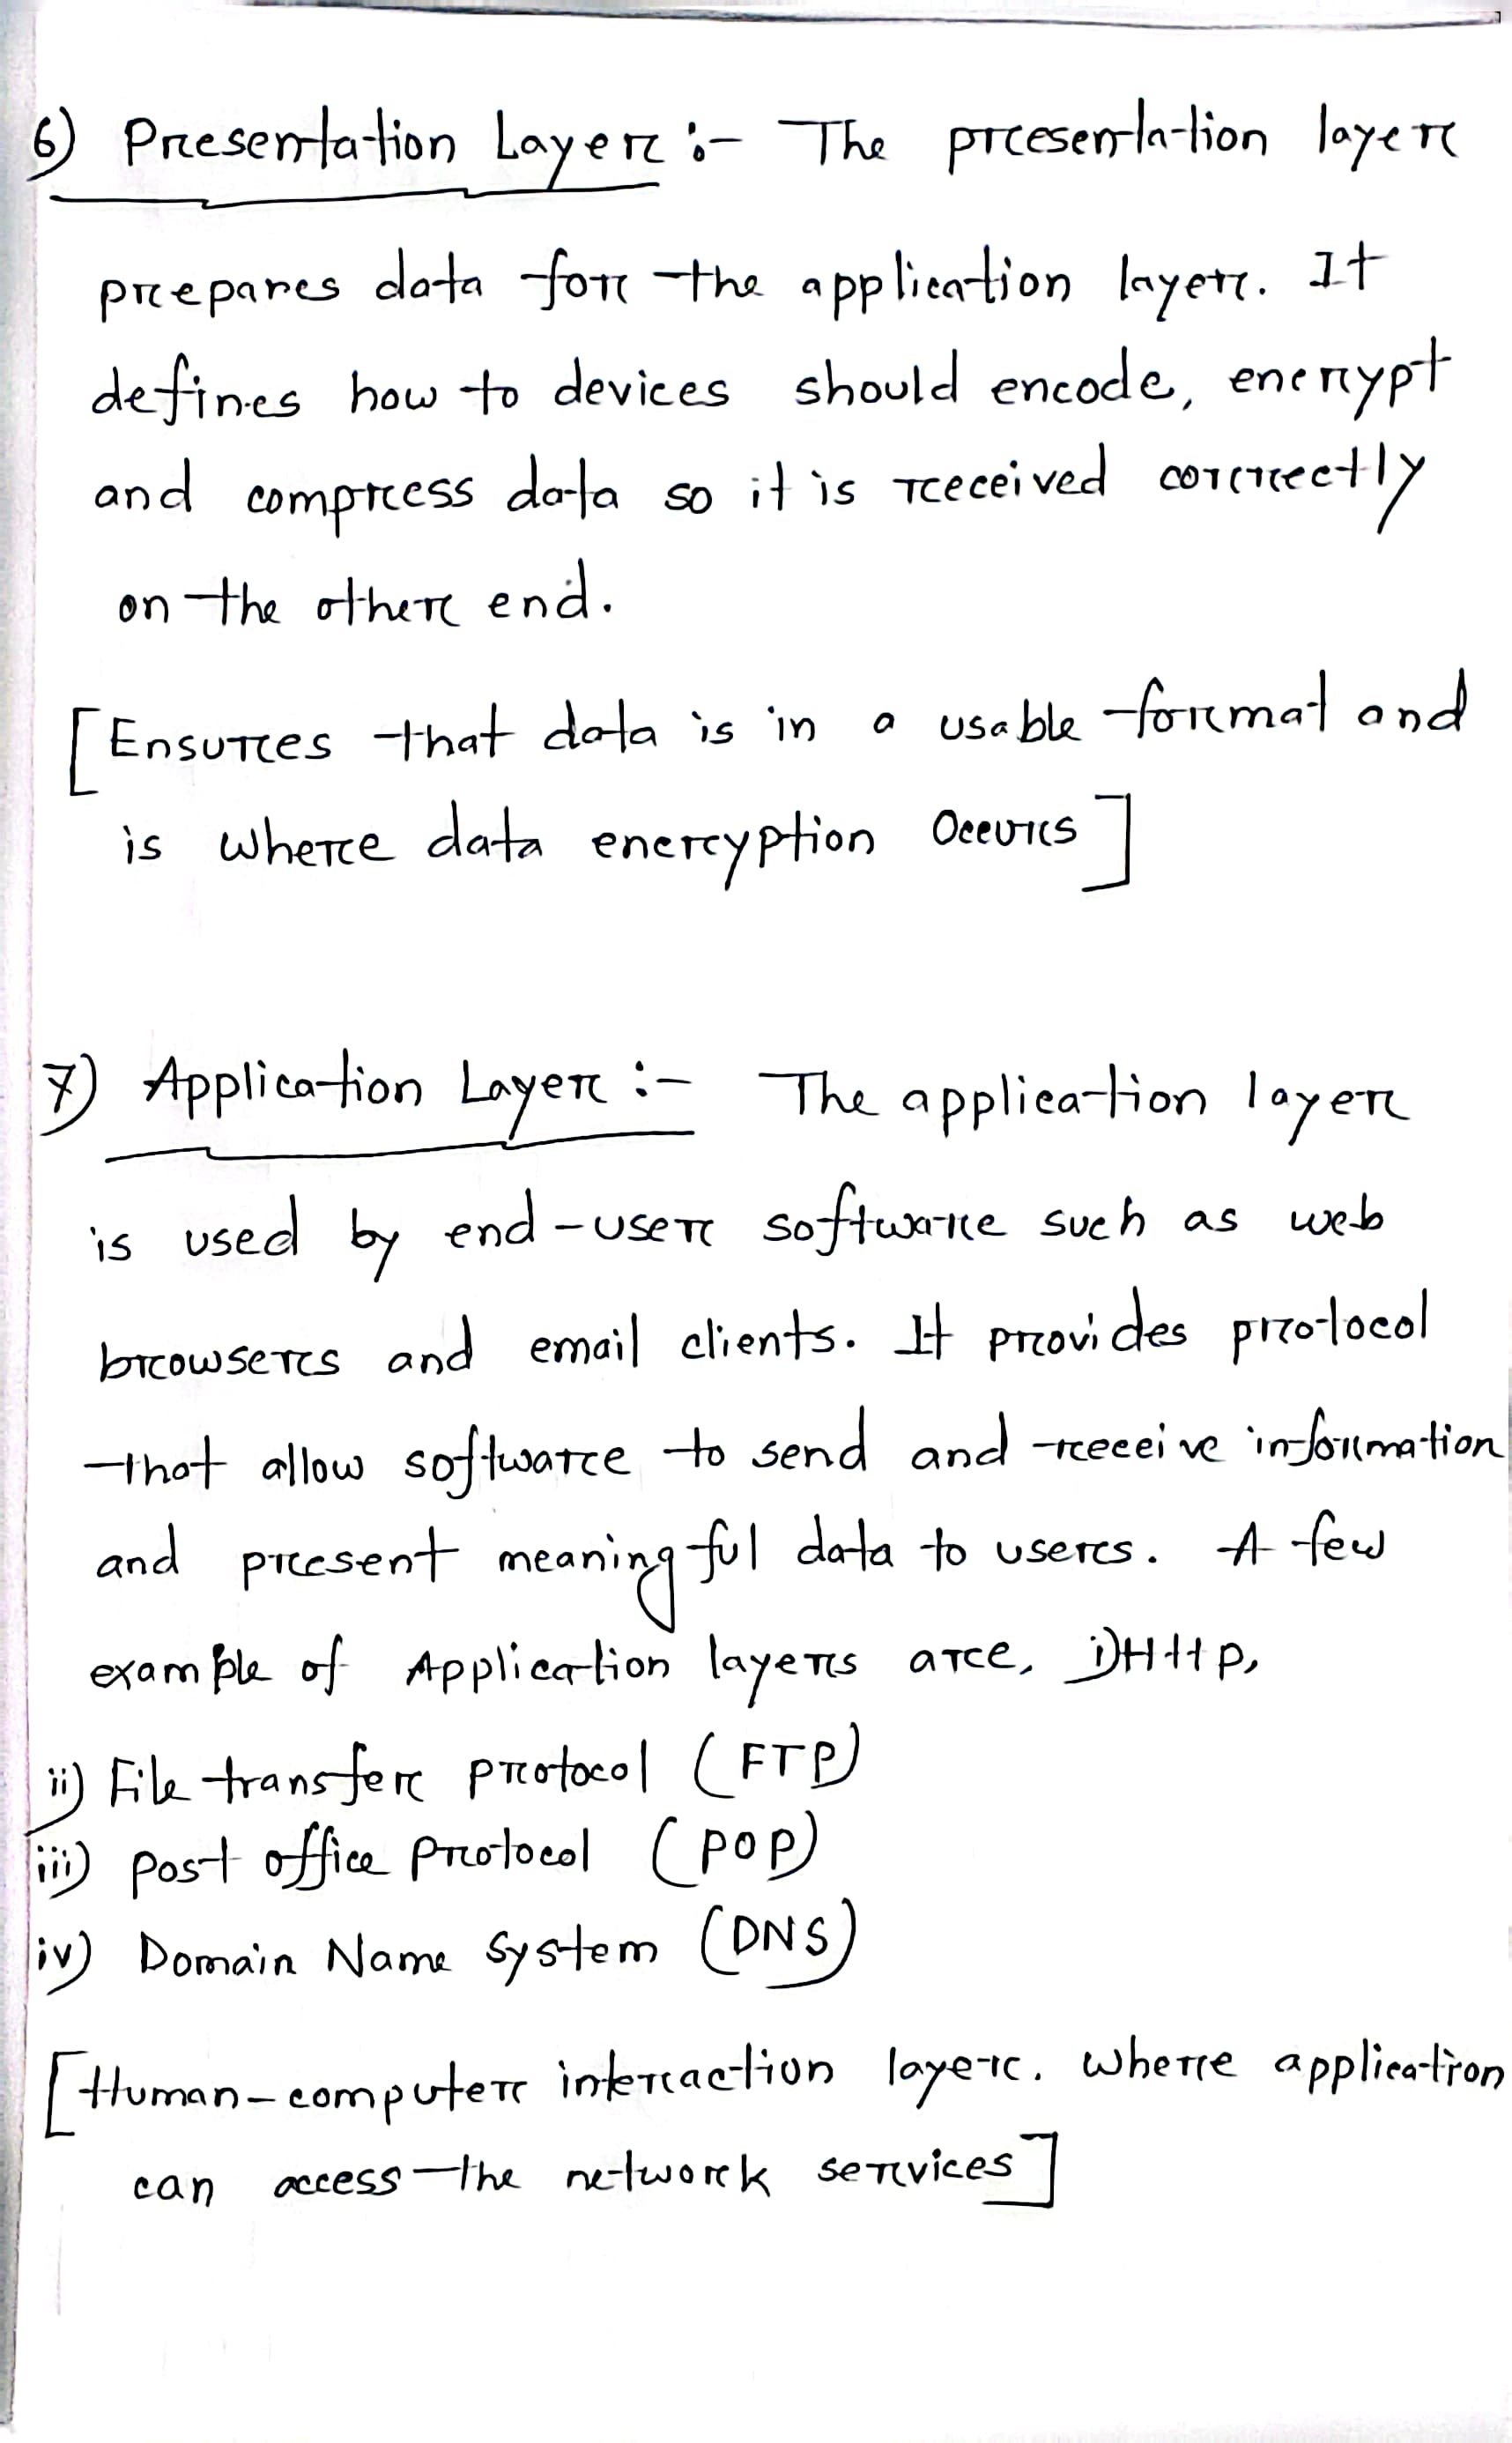 6) Presentation Layer :- The presentation layer
prepares data for the application layer. It
defines how to devices should encode, encrypt
and compress data so it is received correctly
on the other end.
[Ensures that data is in a usable format and
is where data encryption occurs]
7) Application Layer :- The application layer
is used by end-user software such as web
browsers and email clients. It provides protocol
that allow software to send and receive information
and present meaningful data to users. A few
example of Application layers are, i) Http,
ii) File transfer protocol (FTP)
iii) post office protocol (POP)
iv) Domain Name System (DNS)
[Human-computer interaction layer. where application
can access the network services]